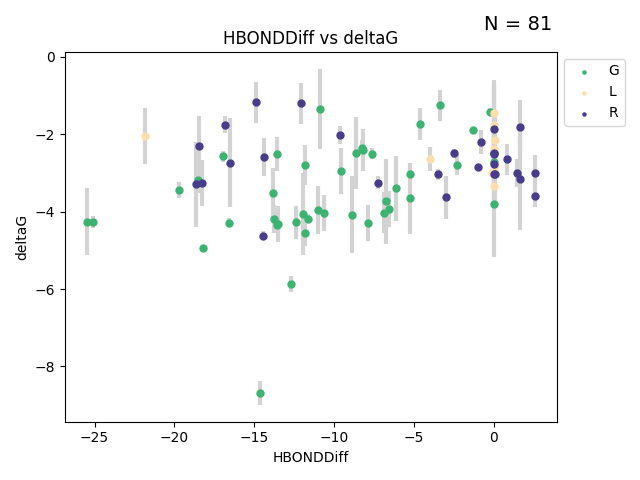 N = 81
HBONDDiff vs deltaG
G
L
R
0
−2
−4
−6
−8
deltaG
−25
−20
−15
−10
−5
0
HBONDDiff